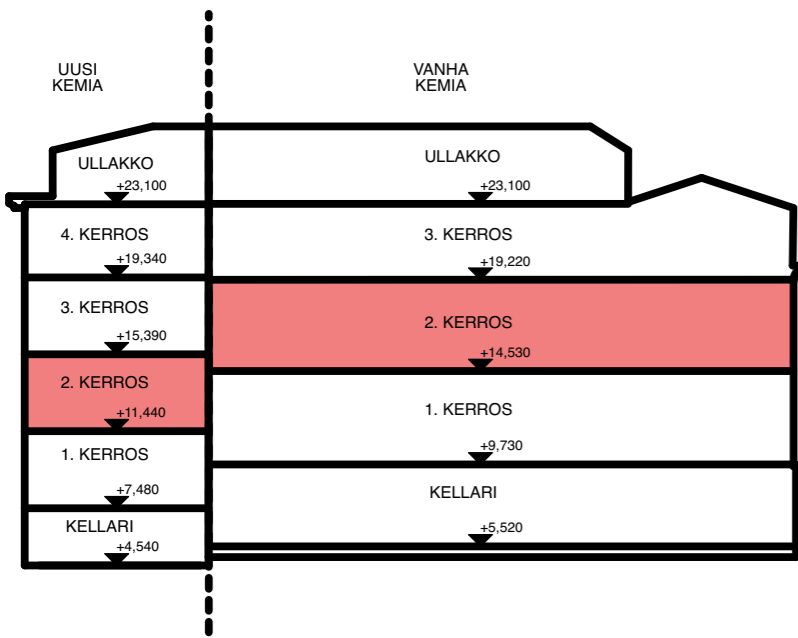 UUSI
KEMIA
VANHA
KEMIA
ULLAKKO
+23,100
4. KERROS
+19,340
3. KERROS
+15,390
2. KERROS
+11,440
1. KERROS
+7,480
KELLARI
+4,540
ULLAKKO
+23,100
3. KERROS
+19,220
2. KERROS
+14,530
1. KERROS
+9,730
KELLARI
+5,520